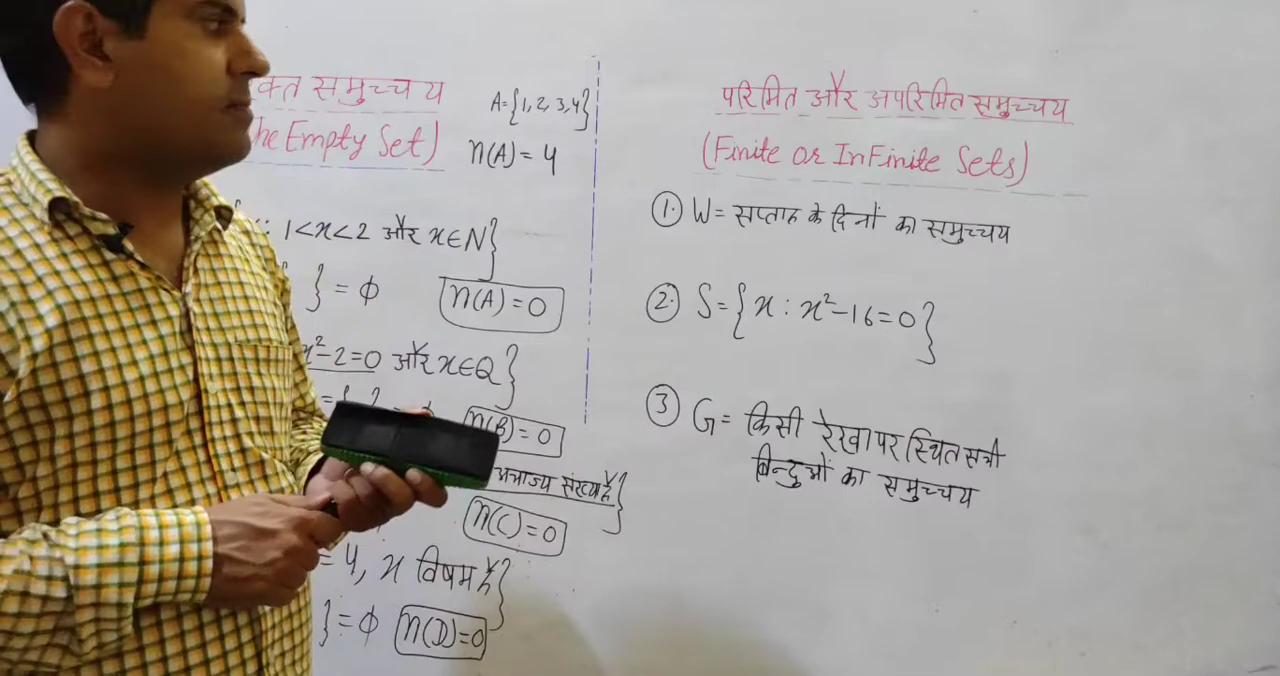 समुच्चय
Empty Set)
A={1,2,3,4}
n(A) = 4
: 1<x<2 और x∈N}
} = ϕ
n(A)=0
x²-2=0 और x∈Q}
n(B)=0
अभाज्य संख्या है}
n(C)=0
= 4, x विषम है}
} = ϕ n(D)=0
परिमित और अपरिमित समुच्चय
(Finite or InFinite Sets)
①. W= सप्ताह के दिनों का समुच्चय
②. S={x : x²-16=0}
③ G= किसी रेखा पर स्थित सभी
बिन्दुओं का समुच्चय